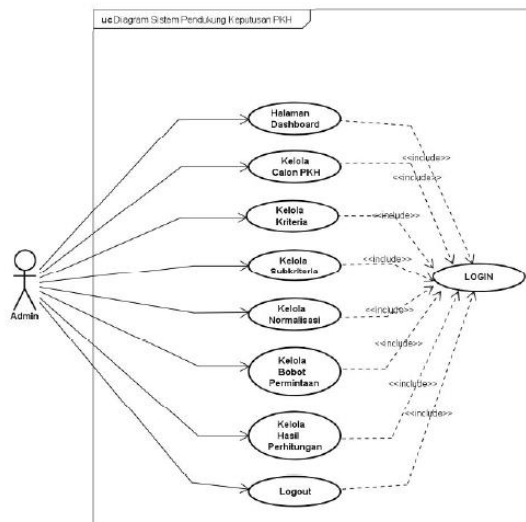 uc Diagram Sistem Pendukung Keputusan PKH
Halaman
Dashboard
<<include>>
Kelola
Calon PKH
<<include>>
Kelola
Kriteria
<<include>>
Kelola
Subkriteria
<<include>>
LOGIN
Admin
Kelola
Normalisasi
<<include>>
Kelola
Bobot
Permintaan
<<include>>
Kelola
Hasil
Perhitungan
<<include>>
Logout
<<include>>